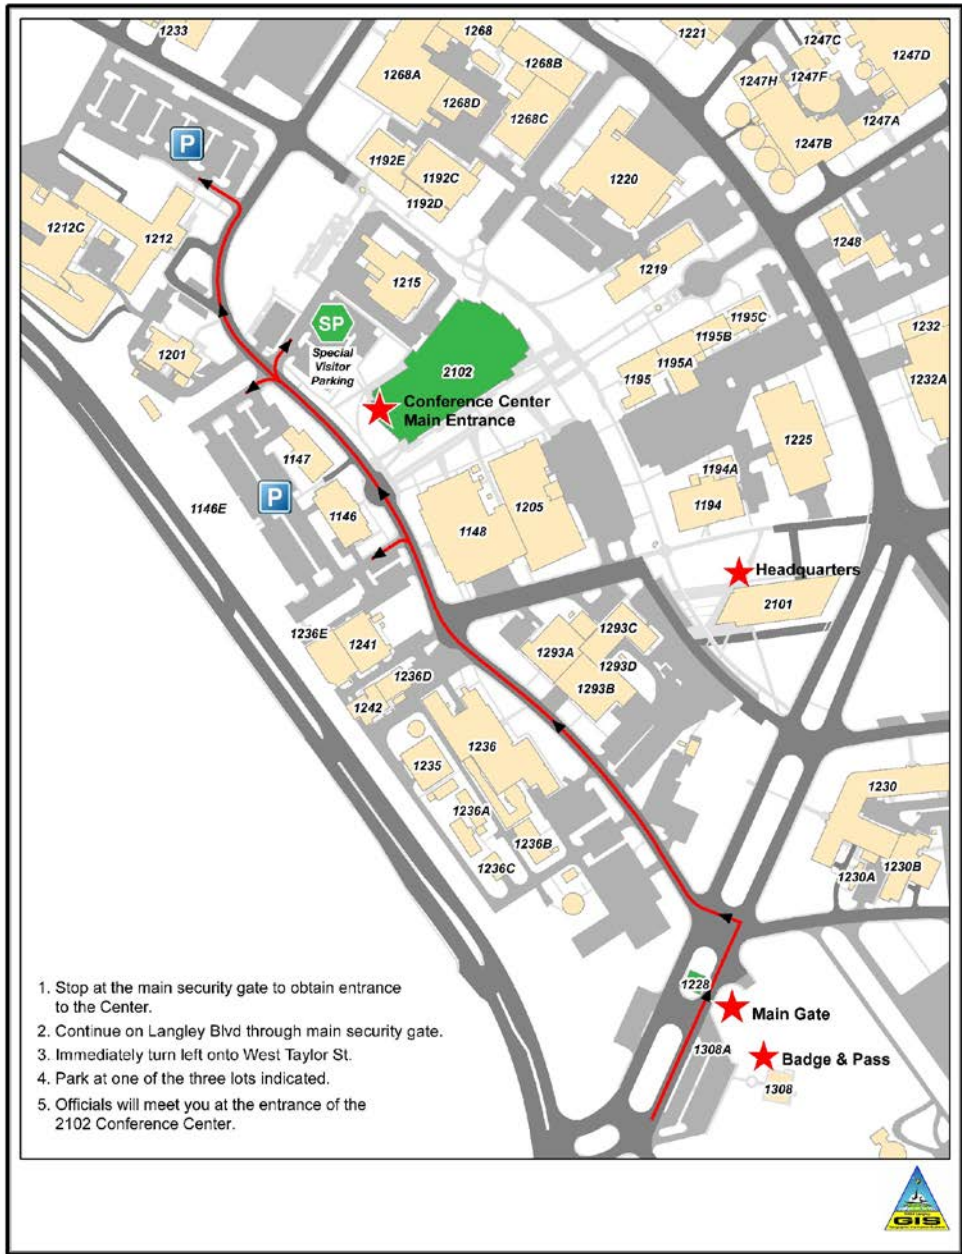 1233
1268
1221
1247C
1247D
1268A
1268B
1247H
1247F
1268D
1268C
1247A
1247B
P
1192E
1192C
1220
1192D
1212C
1212
1248
1219
1215
SP
Special
Visitor
Parking
1195C
1195B
1232
1201
2102
1195A
1195
1232A
Conference Center
Main Entrance
1225
1147
1194A
P
1146E
1146
1148
1205
1194
Headquarters
2101
1236E
1241
1293C
1293A
1293D
1236D
1293B
1242
1236
1235
1230
1236A
1236B
1236C
1230A
1230B
1228
Main Gate
1308A
Badge & Pass
1308
1. Stop at the main security gate to obtain entrance
to the Center.
2. Continue on Langley Blvd through main security gate.
3. Immediately turn left onto West Taylor St.
4. Park at one of the three lots indicated.
5. Officials will meet you at the entrance of the
2102 Conference Center.
GIS